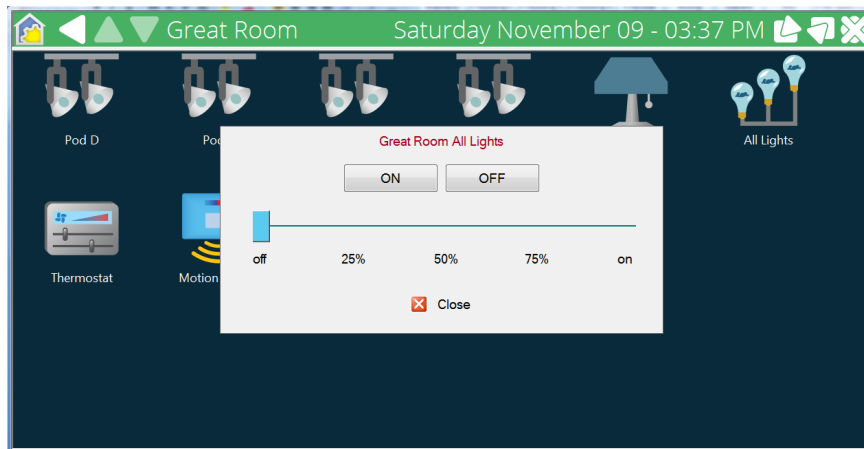 Great Room
Saturday November 09 - 03:37 PM
Pod D
All Lights
Great Room All Lights
ON
OFF
off
25%
50%
75%
on
Close
Thermostat
Motion